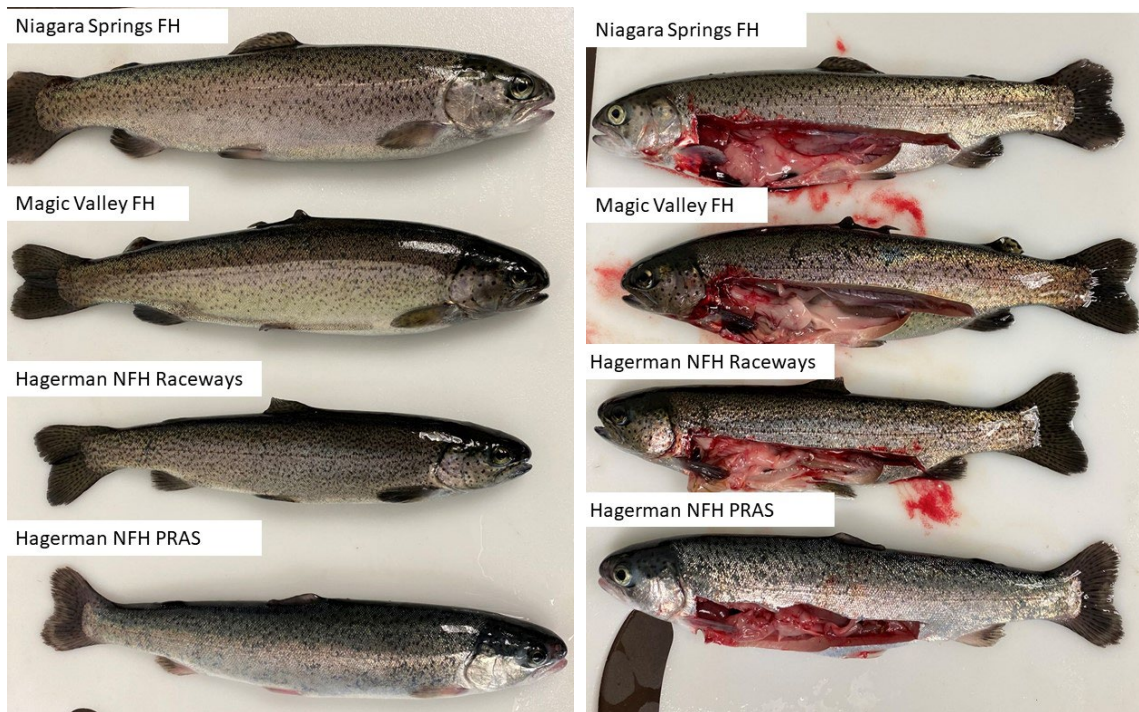 Niagara Springs FH
Magic Valley FH
Hagerman NFH Raceways
Hagerman NFH PRAS
Niagara Springs FH
Magic Valley FH
Hagerman NFH Raceways
Hagerman NFH PRAS